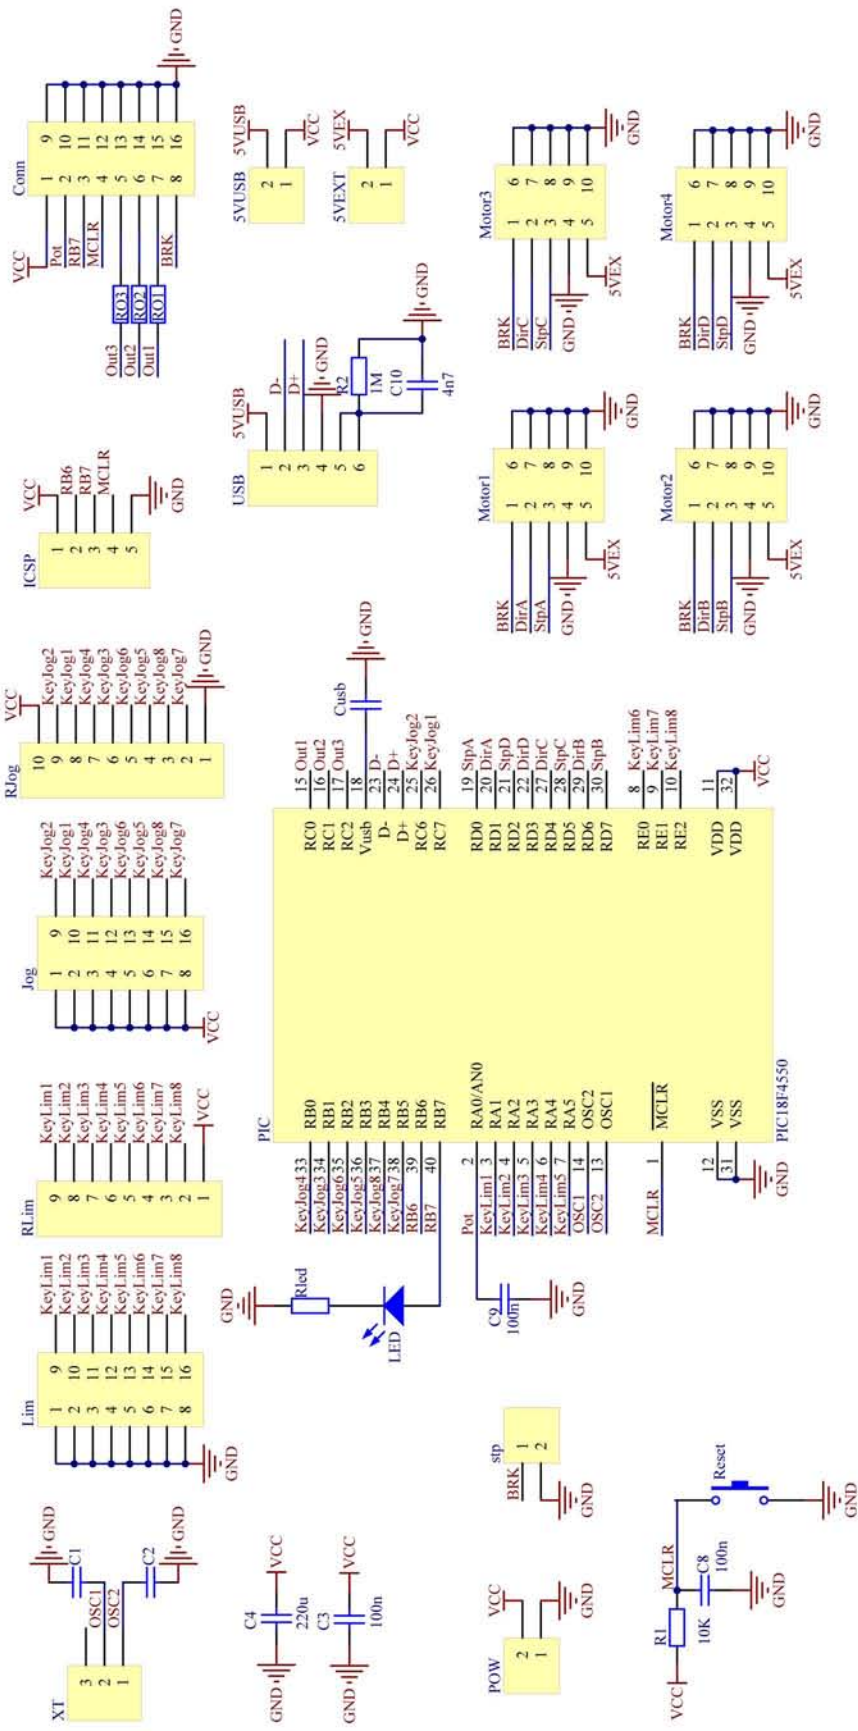 XT
3
2 OSC1
1 OSC2
C1
GND
C2
GND
Lim
1 9 KeyLim1
2 10 KeyLim2
3 11 KeyLim3
4 12 KeyLim4
5 13 KeyLim5
6 14 KeyLim6
7 15 KeyLim7
8 16 KeyLim8
GND
RLim
9 KeyLim1
8 KeyLim2
7 KeyLim3
6 KeyLim4
5 KeyLim5
4 KeyLim6
3 KeyLim7
2 KeyLim8
1 VCC
Jog
1 9 KeyJog2
2 10 KeyJog1
3 11 KeyJog4
4 12 KeyJog3
5 13 KeyJog6
6 14 KeyJog5
7 15 KeyJog8
8 16 KeyJog7
VCC
RJog
VCC
10
9 KeyJog2
8 KeyJog1
7 KeyJog4
6 KeyJog3
5 KeyJog6
4 KeyJog5
3 KeyJog8
2 KeyJog7
1 GND
ICSP
VCC
1
2 RB6
3 RB7
4 MCLR
5
GND
Conn
VCC 1 9
Pot 2 10
RB7 3 11
MCLR 4 12
Out3 RO3 5 13
Out2 RO2 6 14
Out1 RO1 7 15
BRK 8 16
GND
C4
GND VCC
220u
C3
GND VCC
100n
GND
Rled
LED
PIC
KeyJog4 33 RB0
KeyJog3 34 RB1
KeyJog6 35 RB2
KeyJog5 36 RB3
KeyJog8 37 RB4
KeyJog7 38 RB5
RB6 39 RB6
RB7 40 RB7
Pot 2 RA0/AN0
KeyLim1 3 RA1
KeyLim2 4 RA2
KeyLim3 5 RA3
KeyLim4 6 RA4
KeyLim5 7 RA5
OSC1 14 OSC2
OSC2 13 OSC1
MCLR 1 MCLR
12 VSS
31 VSS
GND
C9
100n
GND
RC0 15 Out1
RC1 16 Out2
RC2 17 Out3
Vusb 18
D- 23 D-
D+ 24 D+
RC6 25 KeyJog2
RC7 26 KeyJog1
RD0 19 StpA
RD1 20 DirA
RD2 21 StpD
RD3 22 DirD
RD4 27 DirC
RD5 28 StpC
RD6 29 DirB
RD7 30 StpB
RE0 8 KeyLim6
RE1 9 KeyLim7
RE2 10 KeyLim8
VDD 11
VDD 32
VCC
PIC18F4550
Cusb
GND
USB
5VUSB
1
2 D-
3 D+
4 GND
5
6
R2
1M
C10
4n7
GND
5VUSB
5VUSB
2
1
VCC
5VEXT
5VEX
2
1
VCC
POW
VCC
2
1
GND
stp
BRK 1
2
GND
VCC
R1
10K
MCLR
C8
100n
GND
Reset
GND
Motor1
BRK 1 6
DirA 2 7
StpA 3 8
GND 4 9
5VEX 5 10
GND
Motor3
BRK 1 6
DirC 2 7
StpC 3 8
GND 4 9
5VEX 5 10
GND
Motor2
BRK 1 6
DirB 2 7
StpB 3 8
GND 4 9
5VEX 5 10
GND
Motor4
BRK 1 6
DirD 2 7
StpD 3 8
GND 4 9
5VEX 5 10
GND